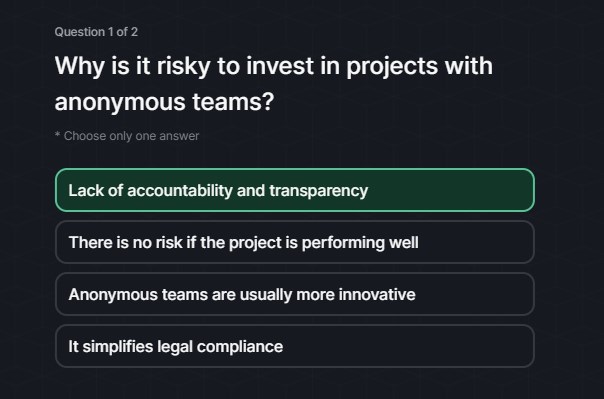 Question 1 of 2
Why is it risky to invest in projects with
anonymous teams?
* Choose only one answer
Lack of accountability and transparency
There is no risk if the project is performing well
Anonymous teams are usually more innovative
It simplifies legal compliance